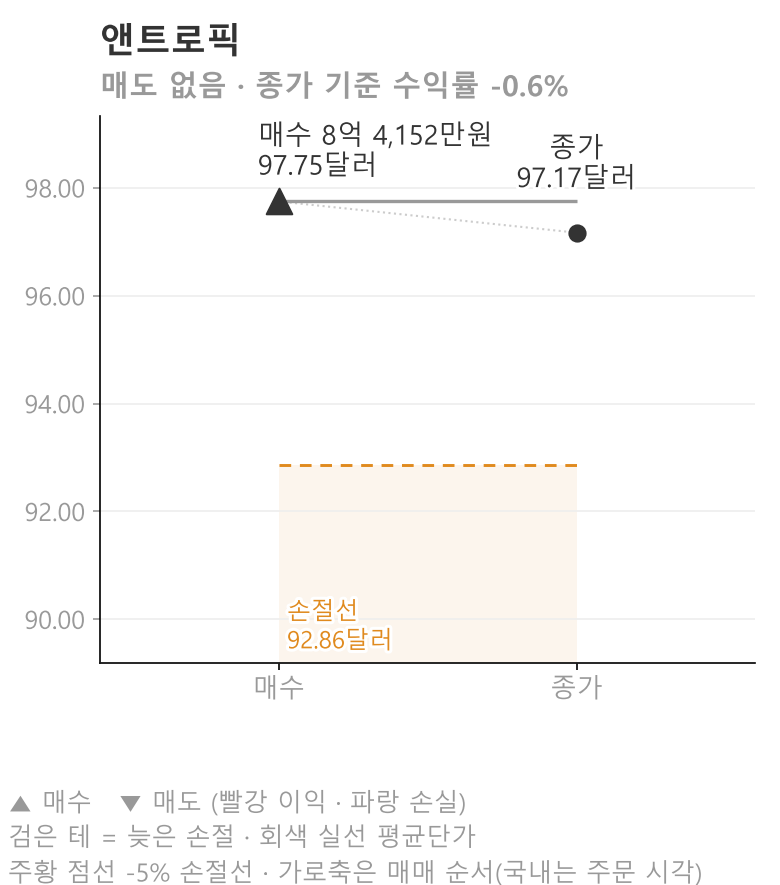 앤트로픽
매도 없음 · 종가 기준 수익률 -0.6%
매수 8억 4,152만원
97.75달러
종가
97.17달러
98.00
96.00
94.00
92.00
90.00
손절선
92.86달러
매수
종가
▲ 매수 ▼ 매도 (빨강 이익 · 파랑 손실)
검은 테 = 늦은 손절 · 회색 실선 평균단가
주황 점선 -5% 손절선 · 가로축은 매매 순서(국내는 주문 시각)